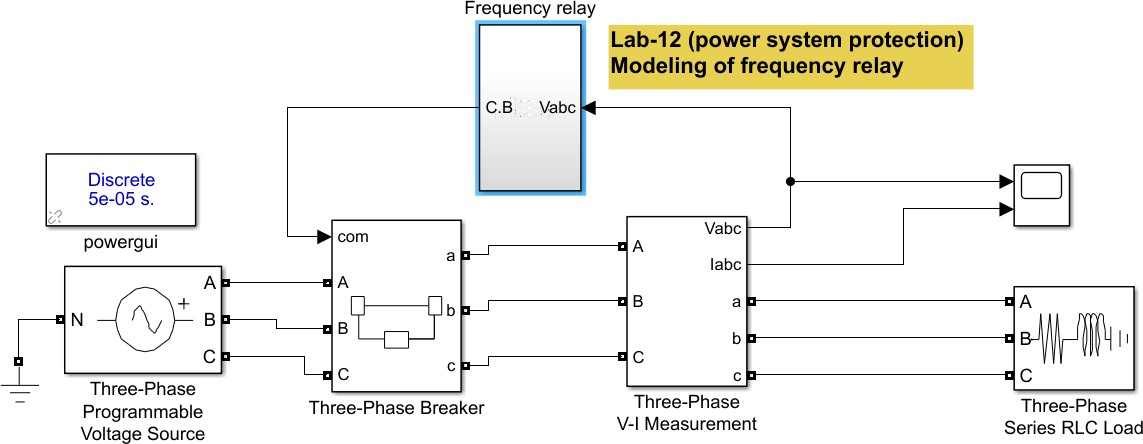 Frequency relay
Lab-12 (power system protection)
Modeling of frequency relay
C.B Vabc
Discrete
5e-05 s.
powergui
N
A
B
C
+
Three-Phase
Programmable
Voltage Source
com
A
B
C
a
b
c
Three-Phase Breaker
A
B
C
Vabc
Iabc
a
b
c
Three-Phase
V-I Measurement
A
B
C
Three-Phase
Series RLC Load